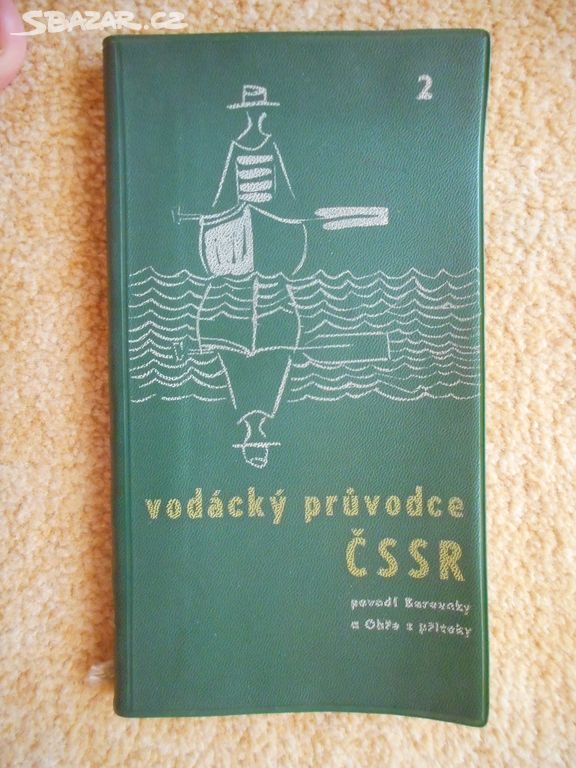 SBAZAR.CZ
2
vodácký průvodce
ČSSR
povodí Berounky
a Ohře s přítoky